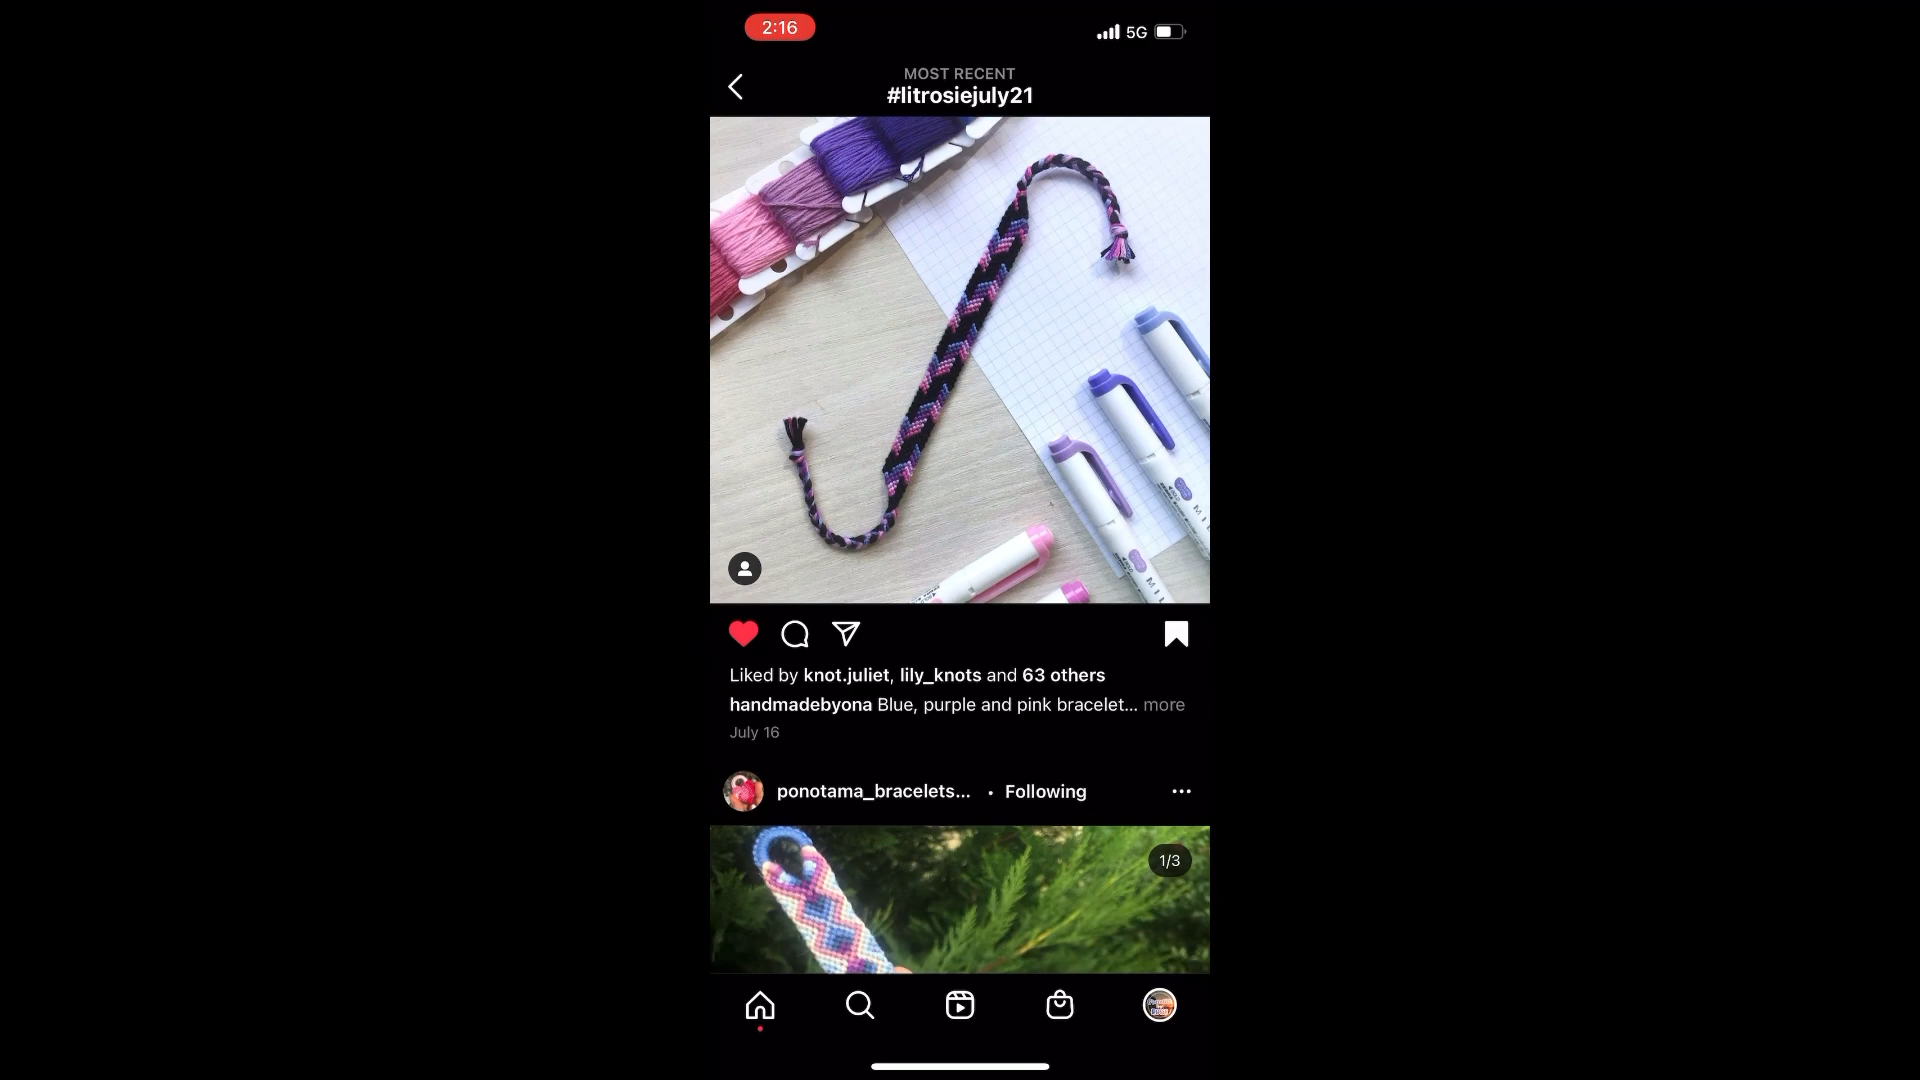 2:16
5G
MOST RECENT
#litrosiejuly21
Liked by knot.juliet, lily_knots and 63 others
handmadebyona Blue, purple and pink bracelet... more
July 16
ponotama_bracelets... • Following
1/3